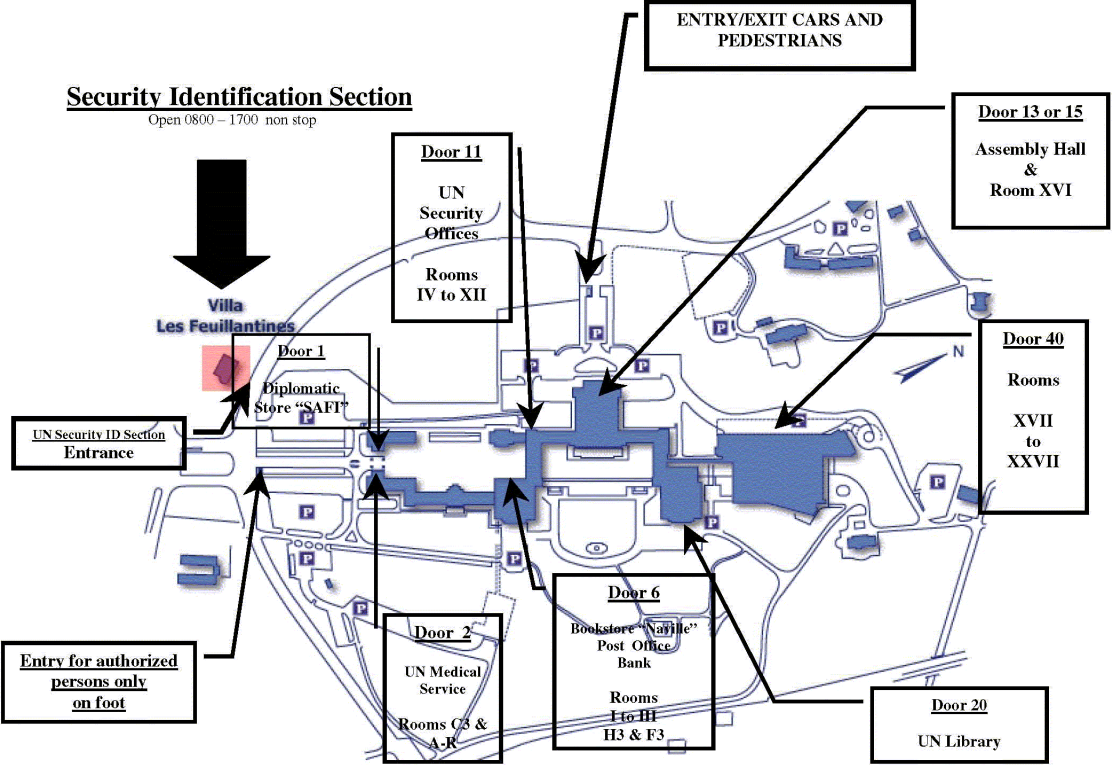 ENTRY/EXIT CARS AND
PEDESTRIANS
Security Identification Section
Open 0800 – 1700 non stop
Door 13 or 15
Assembly Hall
&
Room XVI
Door 11
UN
Security
Offices
Rooms
IV to XII
Villa
Les Feuillantines
Door 1
Diplomatic
Store “SAFI”
Door 40
Rooms
XVII
to
XXVII
N
UN Security ID Section
Entrance
P
P
P
P
P
P
P
P
P
P
P
P
P
P
Entry for authorized
persons only
on foot
Door 2
UN Medical
Service
Rooms C3 &
A-R
Door 6
Bookstore “Naville”
Post Office
Bank
Rooms
I to III
H3 & F3
Door 20
UN Library